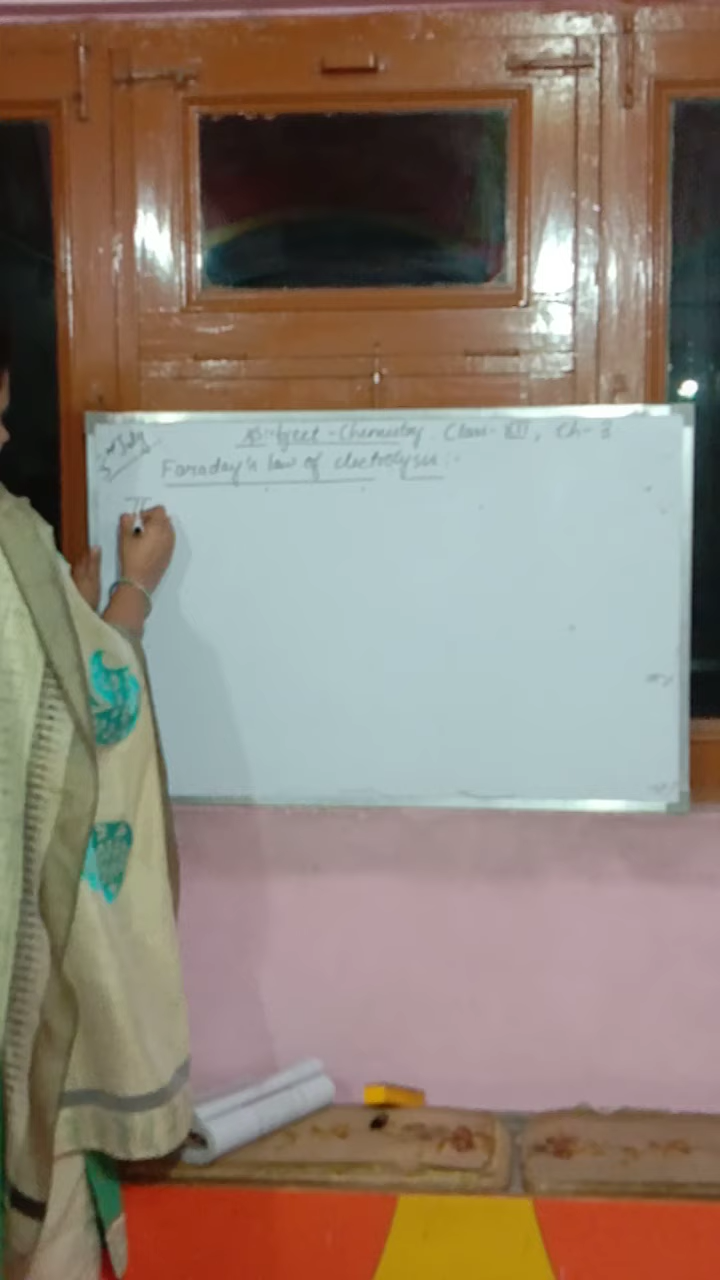 Subject - Chemistry Class - XII, Ch - 3
Faraday's law of electrolysis :-